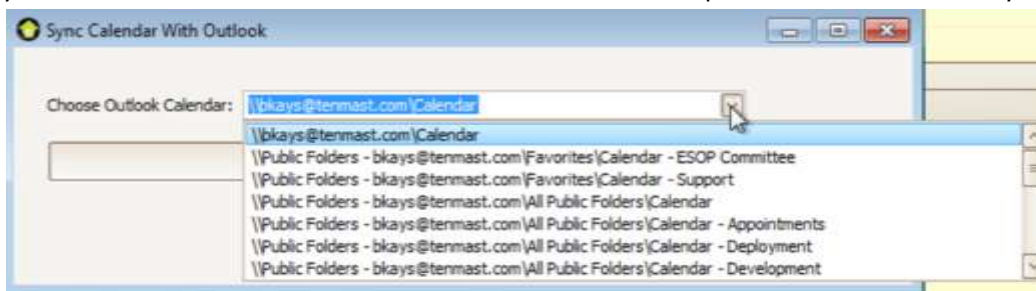 Sync Calendar With Outlook
Choose Outlook Calendar: \\bkays@tenmast.com\Calendar
\\bkays@tenmast.com\Calendar
\\Public Folders - bkays@tenmast.com\Favorites\Calendar - ESOP Committee
\\Public Folders - bkays@tenmast.com\Favorites\Calendar - Support
\\Public Folders - bkays@tenmast.com\All Public Folders\Calendar
\\Public Folders - bkays@tenmast.com\All Public Folders\Calendar - Appointments
\\Public Folders - bkays@tenmast.com\All Public Folders\Calendar - Deployment
\\Public Folders - bkays@tenmast.com\All Public Folders\Calendar - Development